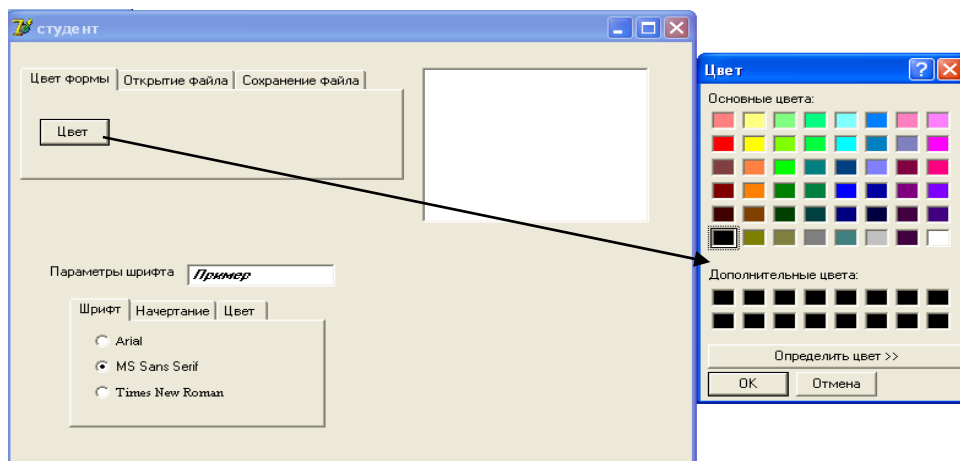 студент
Цвет формы Открытие файла Сохранение файла
Цвет
Параметры шрифта Пример
Шрифт Начертание Цвет
Arial
MS Sans Serif
Times New Roman
Цвет
Основные цвета:
Дополнительные цвета:
Определить цвет >>
OK Отмена